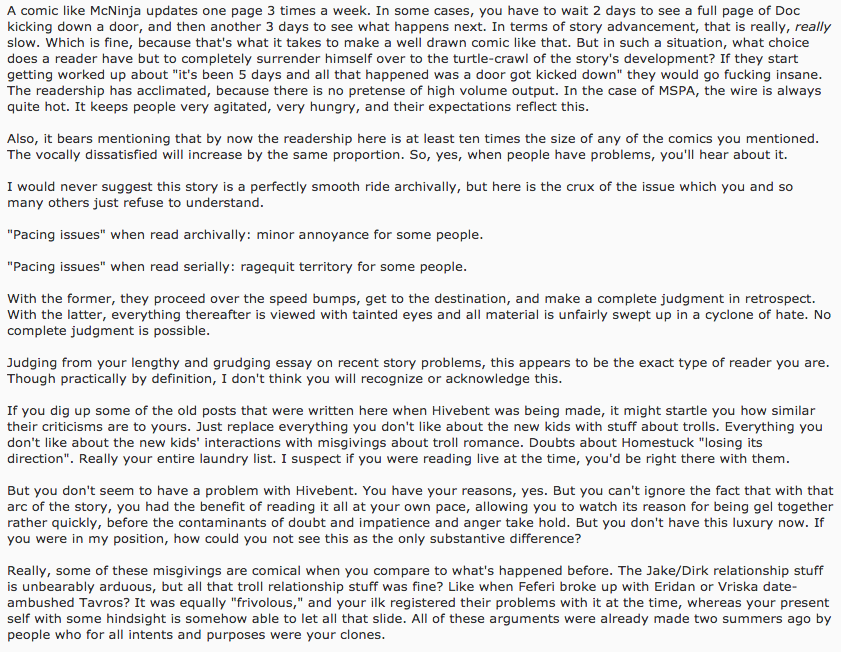 A comic like McNinja updates one page 3 times a week. In some cases, you have to wait 2 days to see a full page of Doc
kicking down a door, and then another 3 days to see what happens next. In terms of story advancement, that is really, really
slow. Which is fine, because that's what it takes to make a well drawn comic like that. But in such a situation, what choice
does a reader have but to completely surrender himself over to the turtle-crawl of the story's development? If they start
getting worked up about "it's been 5 days and all that happened was a door got kicked down" they would go fucking insane.
The readership has acclimated, because there is no pretense of high volume output. In the case of MSPA, the wire is always
quite hot. It keeps people very agitated, very hungry, and their expectations reflect this.
Also, it bears mentioning that by now the readership here is at least ten times the size of any of the comics you mentioned.
The vocally dissatisfied will increase by the same proportion. So, yes, when people have problems, you'll hear about it.
I would never suggest this story is a perfectly smooth ride archivally, but here is the crux of the issue which you and so
many others just refuse to understand.
"Pacing issues" when read archivally: minor annoyance for some people.
"Pacing issues" when read serially: ragequit territory for some people.
With the former, they proceed over the speed bumps, get to the destination, and make a complete judgment in retrospect.
With the latter, everything thereafter is viewed with tainted eyes and all material is unfairly swept up in a cyclone of hate. No
complete judgment is possible.
Judging from your lengthy and grudging essay on recent story problems, this appears to be the exact type of reader you are.
Though practically by definition, I don't think you will recognize or acknowledge this.
If you dig up some of the old posts that were written here when Hivebent was being made, it might startle you how similar
their criticisms are to yours. Just replace everything you don't like about the new kids with stuff about trolls. Everything you
don't like about the new kids' interactions with misgivings about troll romance. Doubts about Homestuck "losing its
direction". Really your entire laundry list. I suspect if you were reading live at the time, you'd be right there with them.
But you don't seem to have a problem with Hivebent. You have your reasons, yes. But you can't ignore the fact that with that
arc of the story, you had the benefit of reading it all at your own pace, allowing you to watch its reason for being gel together
rather quickly, before the contaminants of doubt and impatience and anger take hold. But you don't have this luxury now. If
you were in my position, how could you not see this as the only substantive difference?
Really, some of these misgivings are comical when you compare to what's happened before. The Jake/Dirk relationship stuff
is unbearably arduous, but all that troll relationship stuff was fine? Like when Feferi broke up with Eridan or Vriska date-
ambushed Tavros? It was equally "frivolous," and your ilk registered their problems with it at the time, whereas your present
self with some hindsight is somehow able to let all that slide. All of these arguments were already made two summers ago by
people who for all intents and purposes were your clones.